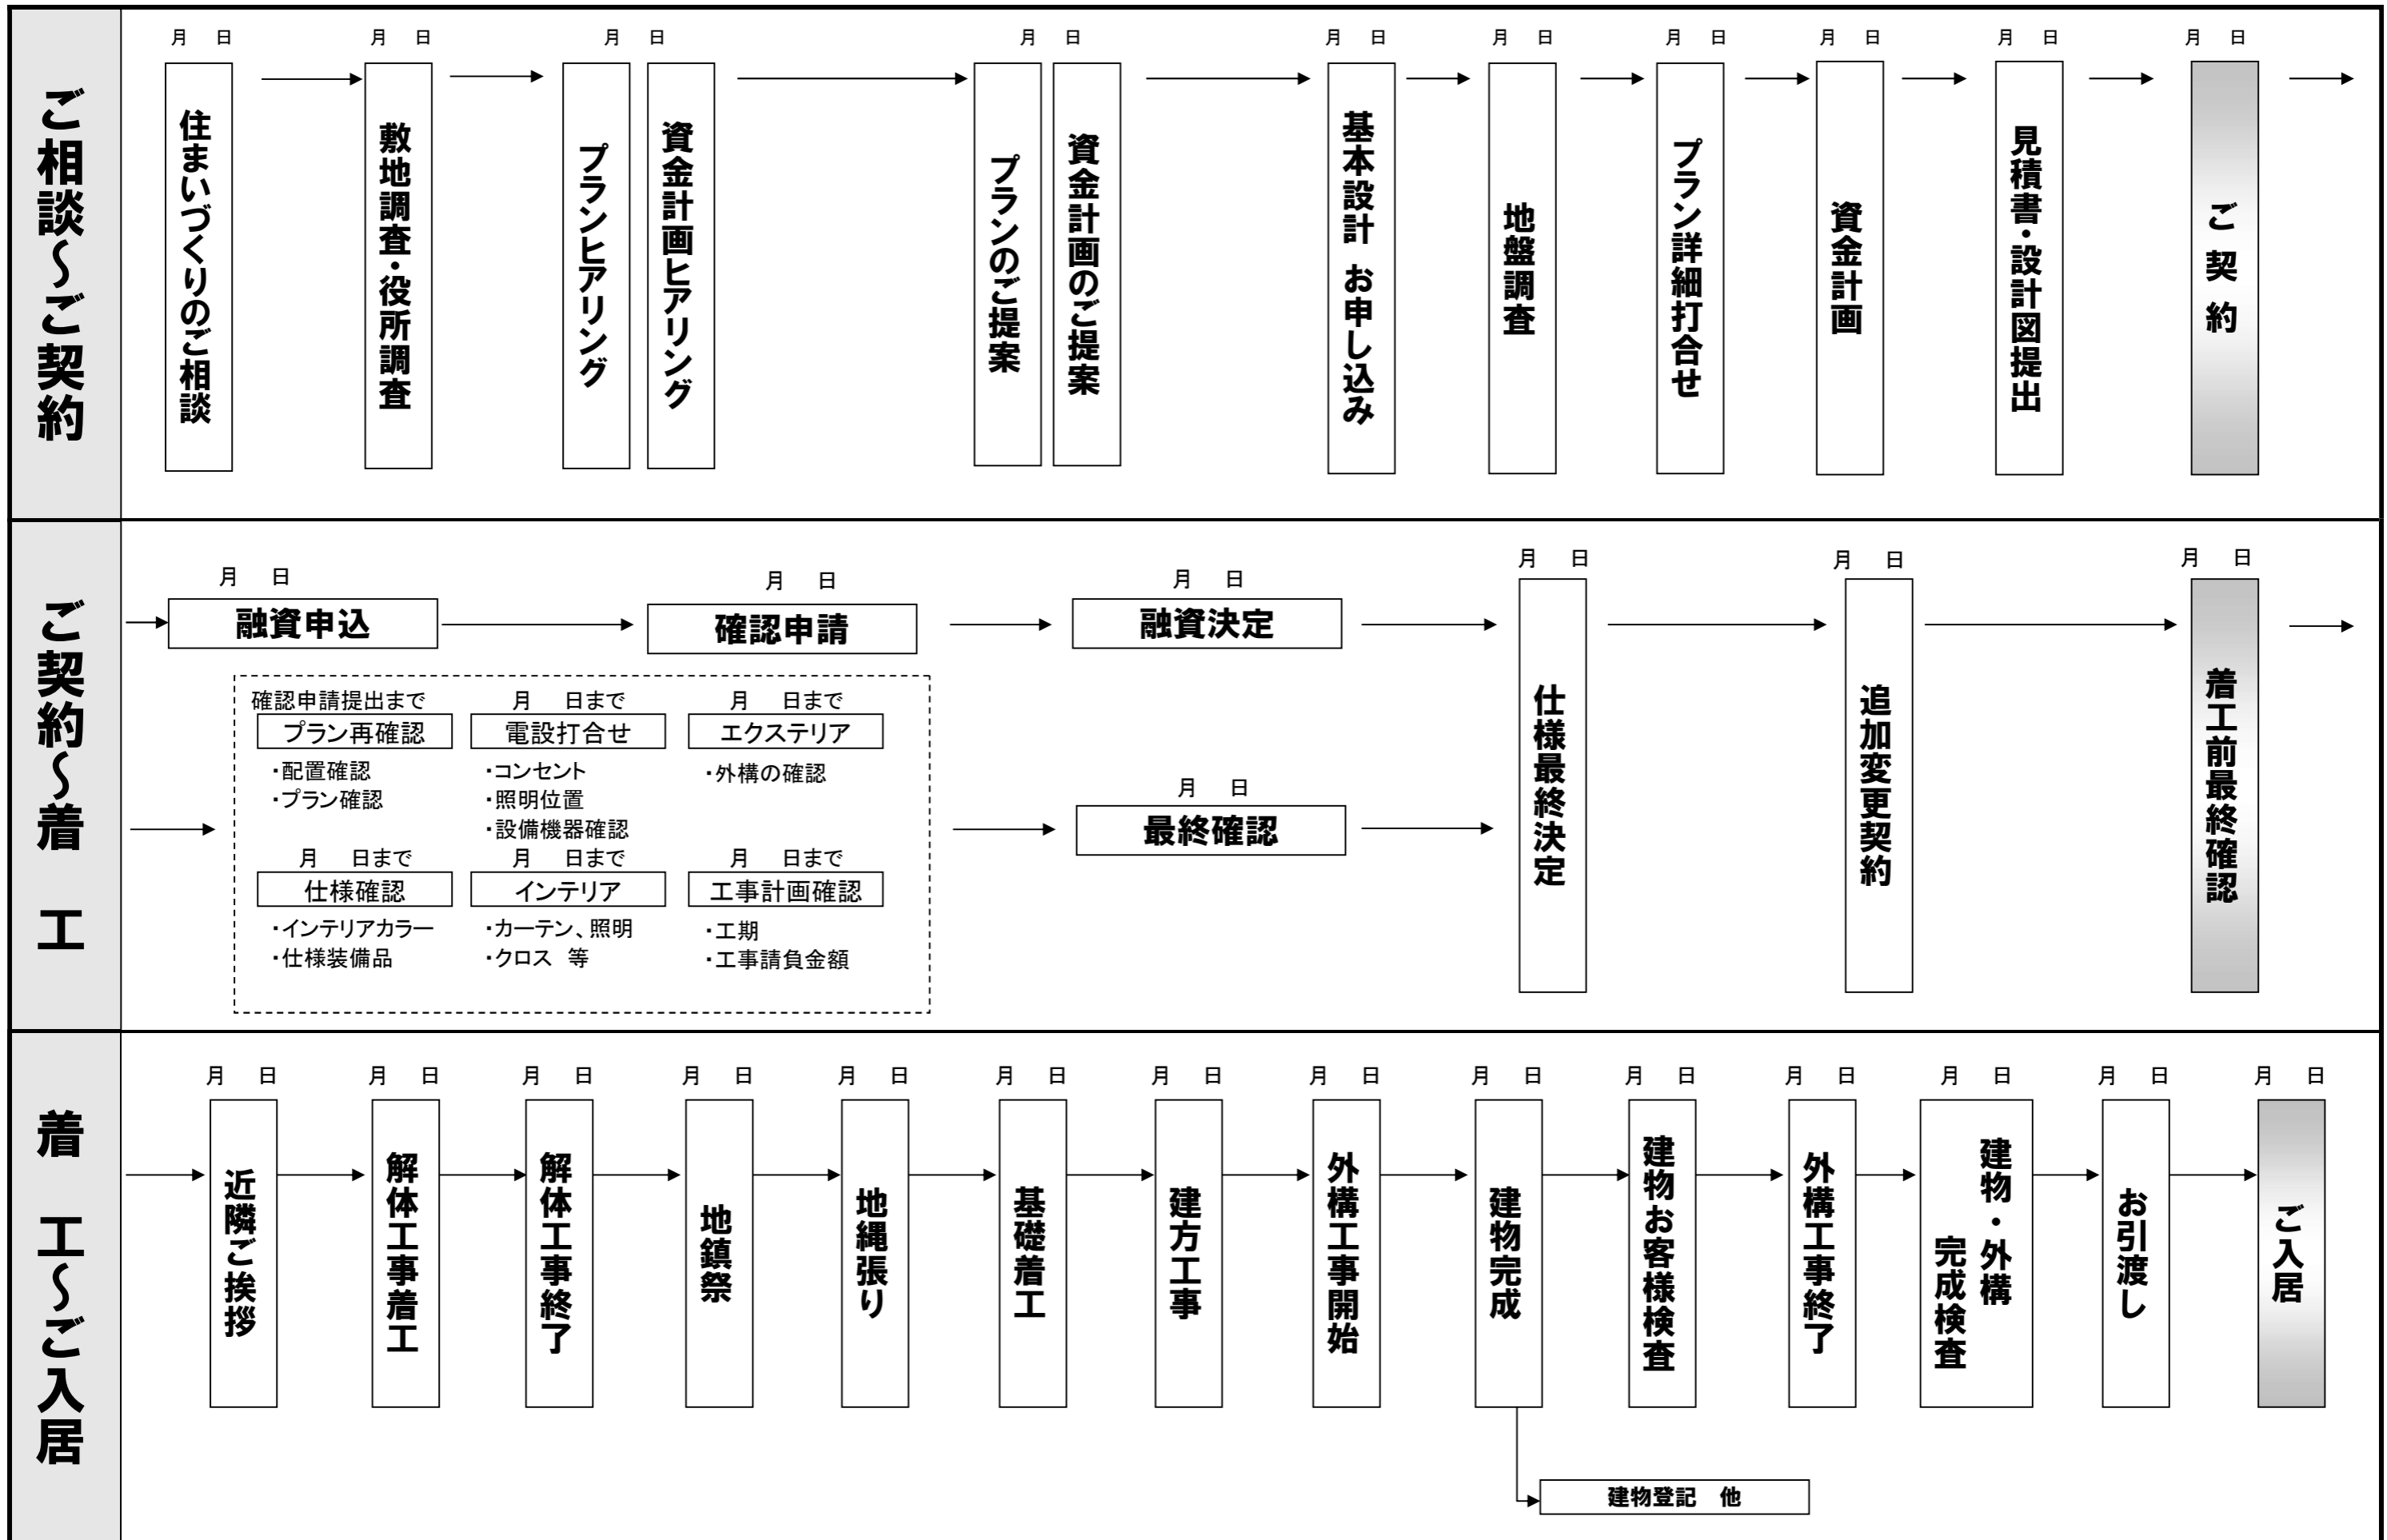 ご相談～ご契約
月　日
住まいづくりのご相談
月　日
敷地調査・役所調査
月　日
プランヒアリング
資金計画ヒアリング
月　日
プランのご提案
資金計画のご提案
月　日
基本設計 お申し込み
月　日
地盤調査
月　日
プラン詳細打合せ
月　日
資金計画
月　日
見積書・設計図提出
月　日
ご契約
ご契約～着　工
月　日
融資申込
月　日
確認申請
月　日
融資決定
確認申請提出まで
プラン再確認
・配置確認
・プラン確認
月　日まで
電設打合せ
・コンセント
・照明位置
・設備機器確認
月　日まで
エクステリア
・外構の確認
月　日まで
仕様確認
・インテリアカラー
・仕様装備品
月　日まで
インテリア
・カーテン、照明
・クロス　等
月　日まで
工事計画確認
・工期
・工事請負金額
月　日
最終確認
月　日
仕様最終決定
月　日
追加変更契約
月　日
着工前最終確認
着　工～ご入居
月　日
近隣ご挨拶
月　日
解体工事着工
月　日
解体工事終了
月　日
地鎮祭
月　日
地縄張り
月　日
基礎着工
月　日
建方工事
月　日
外構工事開始
月　日
建物完成
建物登記　他
月　日
建物お客様検査
月　日
外構工事終了
月　日
建物・外構
完成検査
月　日
お引渡し
月　日
ご入居